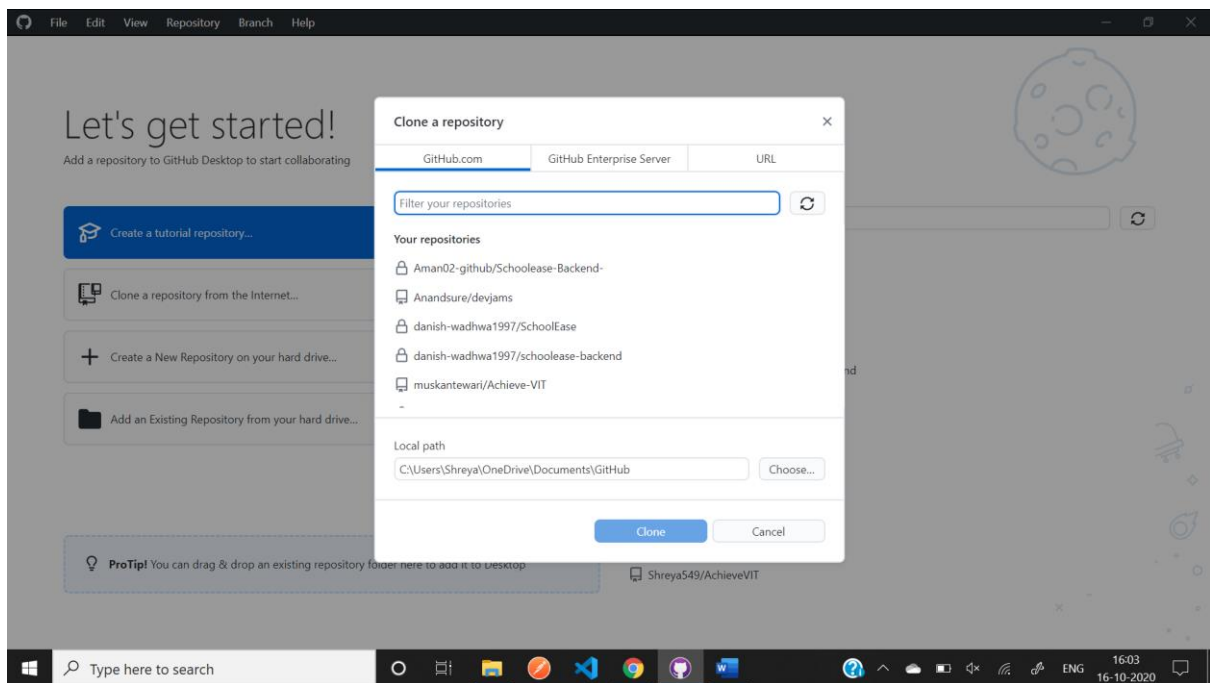 File Edit View Repository Branch Help
Let's get started!
Add a repository to GitHub Desktop to start collaborating
Create a tutorial repository...
Clone a repository from the Internet...
Create a New Repository on your hard drive...
Add an Existing Repository from your hard drive...
ProTip! You can drag & drop an existing repository folder here to add it to Desktop
Clone a repository
GitHub.com GitHub Enterprise Server URL
Filter your repositories
Your repositories
Aman02-github/Schoolease-Backend-
Anandsure/devjams
danish-wadhwa1997/SchoolEase
danish-wadhwa1997/schoolease-backend
muskantewari/Achieve-VIT
Local path
C:\Users\Shreya\OneDrive\Documents\GitHub Choose...
Clone Cancel
nd
Shreya549/AchieveVIT
Type here to search
ENG
16:03
16-10-2020